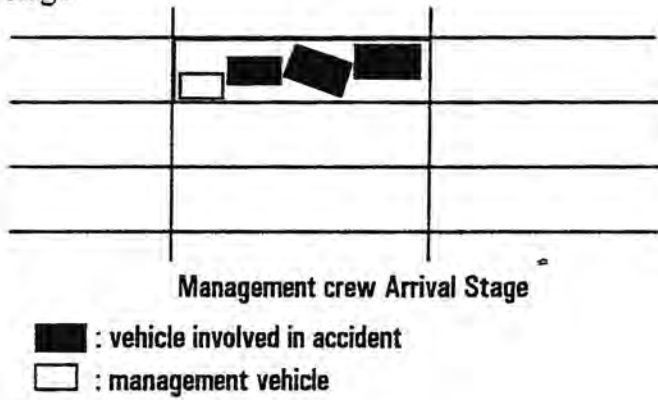 Management crew Arrival Stage
: vehicle involved in accident
: management vehicle